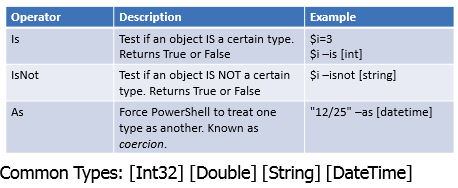 Operator Description Example
Is Test if an object IS a certain type. $i=3
Returns True or False $i –is [int]
IsNot Test if an object IS NOT a certain $i –isnot [string]
type. Returns True or False
As Force PowerShell to treat one "12/25" –as [datetime]
type as another. Known as
coercion.
Common Types: [Int32] [Double] [String] [DateTime]